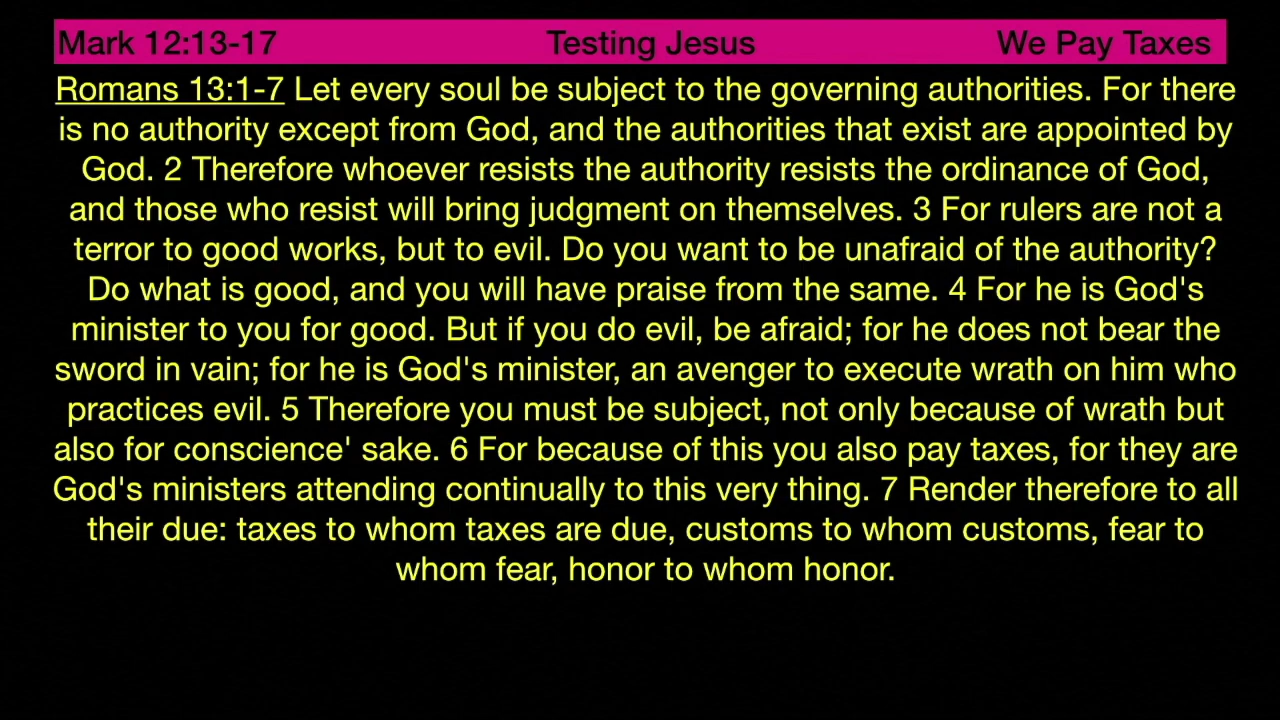 Mark 12:13-17 Testing Jesus We Pay Taxes
Romans 13:1-7 Let every soul be subject to the governing authorities. For there
is no authority except from God, and the authorities that exist are appointed by
God. 2 Therefore whoever resists the authority resists the ordinance of God,
and those who resist will bring judgment on themselves. 3 For rulers are not a
terror to good works, but to evil. Do you want to be unafraid of the authority?
Do what is good, and you will have praise from the same. 4 For he is God's
minister to you for good. But if you do evil, be afraid; for he does not bear the
sword in vain; for he is God's minister, an avenger to execute wrath on him who
practices evil. 5 Therefore you must be subject, not only because of wrath but
also for conscience' sake. 6 For because of this you also pay taxes, for they are
God's ministers attending continually to this very thing. 7 Render therefore to all
their due: taxes to whom taxes are due, customs to whom customs, fear to
whom fear, honor to whom honor.